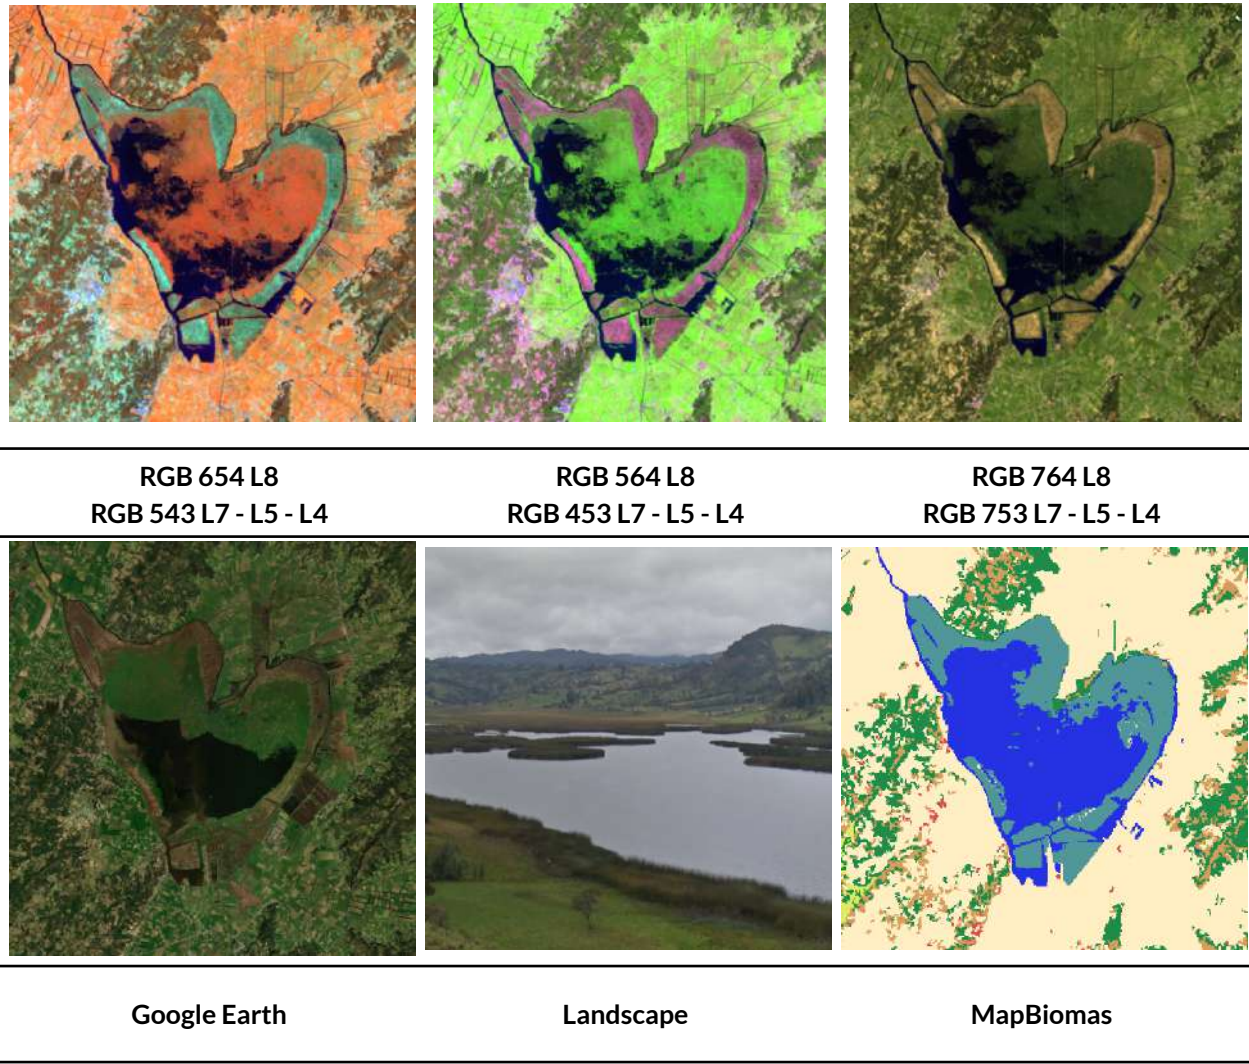 RGB 654 L8
RGB 543 L7 - L5 - L4
RGB 564 L8
RGB 453 L7 - L5 - L4
RGB 764 L8
RGB 753 L7 - L5 - L4
Google Earth
Landscape
MapBiomas